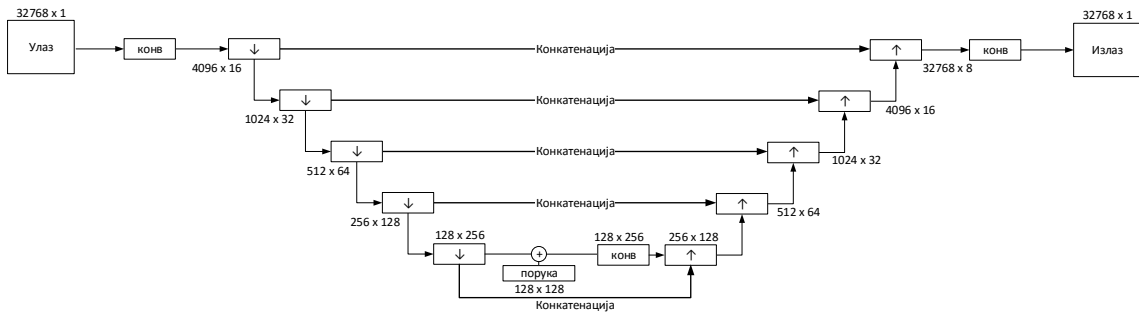 32768 x 1
Улаз
конв
↓
4096 x 16
Конкатенација
↑
32768 x 8
конв
32768 x 1
Излаз
↓
1024 x 32
Конкатенација
↑
4096 x 16
↓
512 x 64
Конкатенација
↑
1024 x 32
↓
256 x 128
Конкатенација
↑
512 x 64
128 x 256
↓
+
порука
128 x 128
128 x 256
конв
256 x 128
↑
Конкатенација